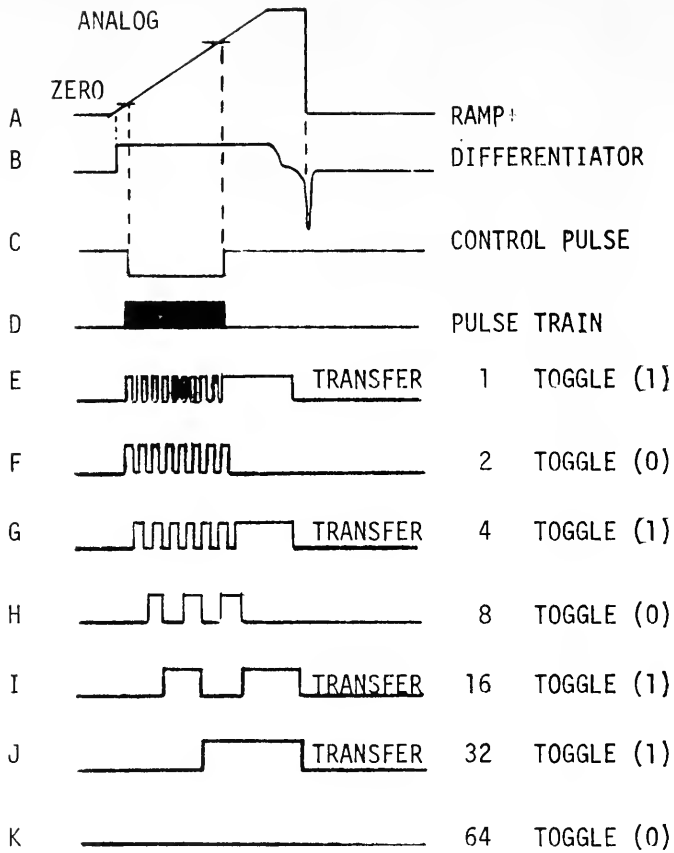 ANALOG
ZERO
A RAMP
B DIFFERENTIATOR
C CONTROL PULSE
D PULSE TRAIN
E TRANSFER 1 TOGGLE (1)
F 2 TOGGLE (0)
G TRANSFER 4 TOGGLE (1)
H 8 TOGGLE (0)
I TRANSFER 16 TOGGLE (1)
J TRANSFER 32 TOGGLE (1)
K 64 TOGGLE (0)